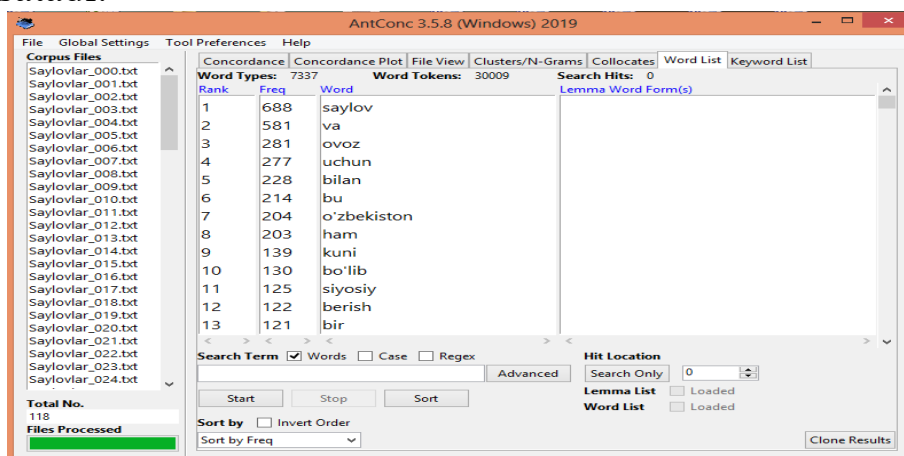 AntConc 3.5.8 (Windows) 2019
File Global Settings Tool Preferences Help
Corpus Files
Saylovlar_000.txt
Saylovlar_001.txt
Saylovlar_002.txt
Saylovlar_003.txt
Saylovlar_004.txt
Saylovlar_005.txt
Saylovlar_006.txt
Saylovlar_007.txt
Saylovlar_008.txt
Saylovlar_009.txt
Saylovlar_010.txt
Saylovlar_011.txt
Saylovlar_012.txt
Saylovlar_013.txt
Saylovlar_014.txt
Saylovlar_015.txt
Saylovlar_016.txt
Saylovlar_017.txt
Saylovlar_018.txt
Saylovlar_019.txt
Saylovlar_020.txt
Saylovlar_021.txt
Saylovlar_022.txt
Saylovlar_023.txt
Saylovlar_024.txt
Total No.
118
Files Processed
Concordance Concordance Plot File View Clusters/N-Grams Collocates Word List Keyword List
Word Types: 7337 Word Tokens: 30009 Search Hits: 0
Rank Freq Word Lemma Word Form(s)
1 688 saylov
2 581 va
3 281 ovoz
4 277 uchun
5 228 bilan
6 214 bu
7 204 o'zbekiston
8 203 ham
9 139 kuni
10 130 bo'lib
11 125 siyosiy
12 122 berish
13 121 bir
Search Term Words Case Regex Hit Location
Advanced Search Only 0
Start Stop Sort Lemma List Loaded
Word List Loaded
Sort by Invert Order
Sort by Freq Clone Results